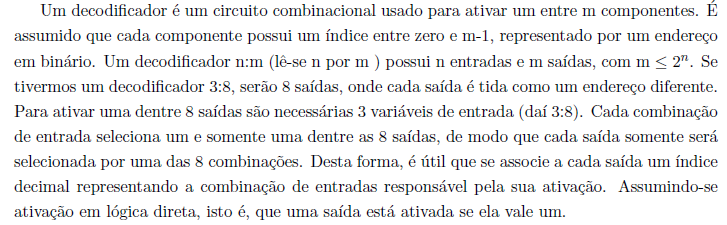 Um decodificador é um circuito combinacional usado para ativar um entre m componentes. É
assumido que cada componente possui um índice entre zero e m-1, representado por um endereço
em binário. Um decodificador n:m (lê-se n por m ) possui n entradas e m saídas, com m ≤ 2ⁿ. Se
tivermos um decodificador 3:8, serão 8 saídas, onde cada saída é tida como um endereço diferente.
Para ativar uma dentre 8 saídas são necessárias 3 variáveis de entrada (daí 3:8). Cada combinação
de entrada seleciona um e somente uma dentre as 8 saídas, de modo que cada saída somente será
selecionada por uma das 8 combinações. Desta forma, é útil que se associe a cada saída um índice
decimal representando a combinação de entradas responsável pela sua ativação. Assumindo-se
ativação em lógica direta, isto é, que uma saída está ativada se ela vale um.